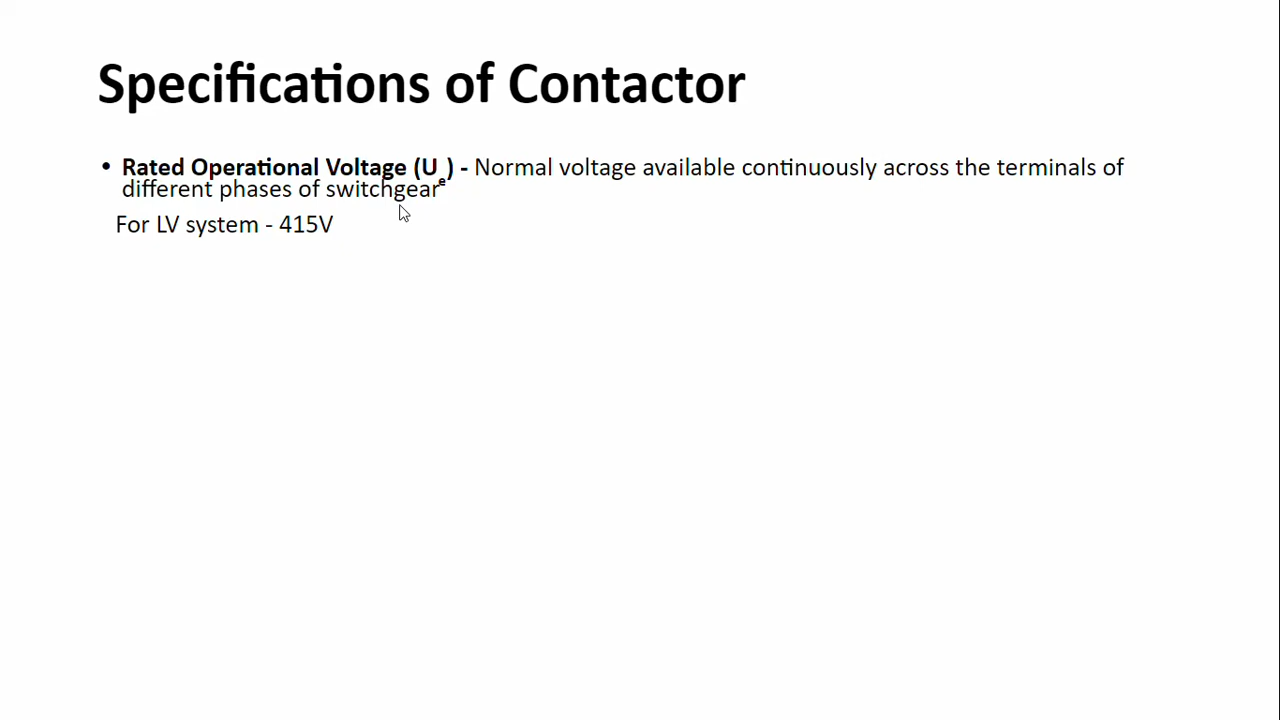 Specifications of Contactor
• Rated Operational Voltage (Ue) - Normal voltage available continuously across the terminals of
different phases of switchgear
For LV system - 415V